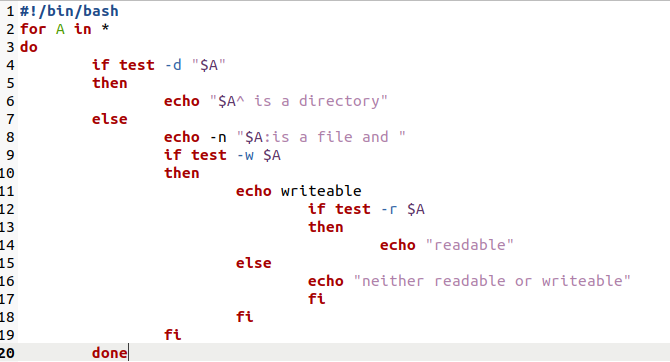 1 #!/bin/bash
2 for A in *
3 do
4         if test -d "$A"
5         then
6                 echo "$A^ is a directory"
7         else
8                 echo -n "$A:is a file and "
9                 if test -w $A
10                 then
11                         echo writeable
12                                 if test -r $A
13                                 then
14                                         echo "readable"
15                         else
16                                 echo "neither readable or writeable"
17                                 fi
18                         fi
19                 fi
20         done